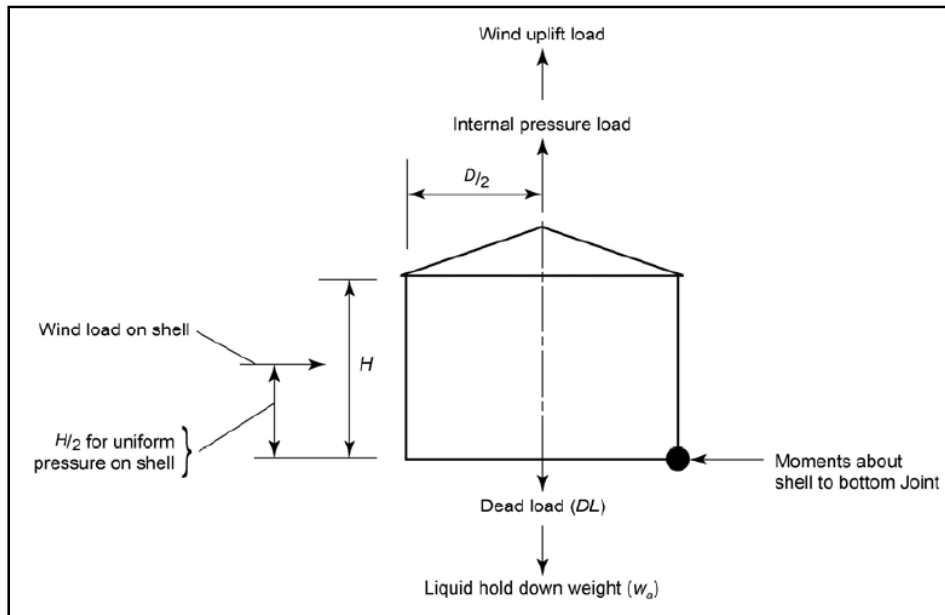 Wind uplift load
Internal pressure load
D/2
Wind load on shell
H
H/2 for uniform
pressure on shell
Moments about
shell to bottom Joint
Dead load (DL)
Liquid hold down weight (wa)